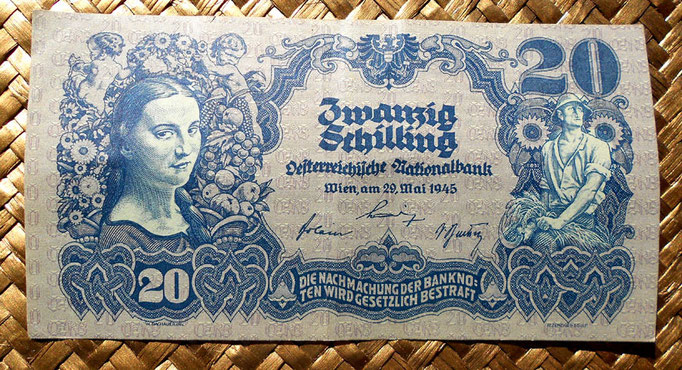 20
Zwanzig
Schilling
Oesterreichische Nationalbank
Wien, am 29. Mai 1945
20
DIE NACHMACHUNG DER BANKNO-
TEN WIRD GESETZLICH BESTRAFT